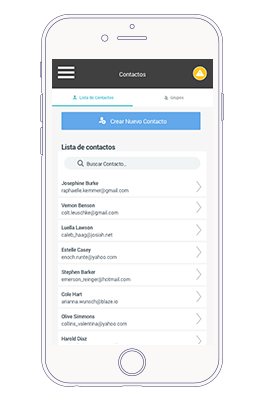 Contactos
Lista de Contactos
Grupos
Crear Nuevo Contacto
Lista de contactos
Buscar Contacto...
Josephine Burke
raphaelle.kemmer@gmail.com
Vernon Benson
colt.leuschke@gmail.com
Luella Lawson
caleb_haag@josiah.net
Estelle Casey
enoch.runte@yahoo.com
Stephen Barker
emerson_reinger@hotmail.com
Cole Hart
arianna.wunsch@blaze.io
Olive Simmons
collins_valentina@yahoo.com
Harold Diaz